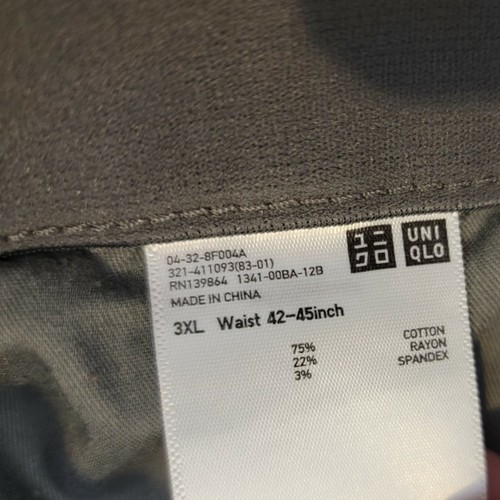 ユニ
クロ
UNI
QLO
04-32-8F004A
321-411093(83-01)
RN139864 1341-00BA-12B
MADE IN CHINA
3XL Waist 42-45inch
75% COTTON
22% RAYON
3% SPANDEX